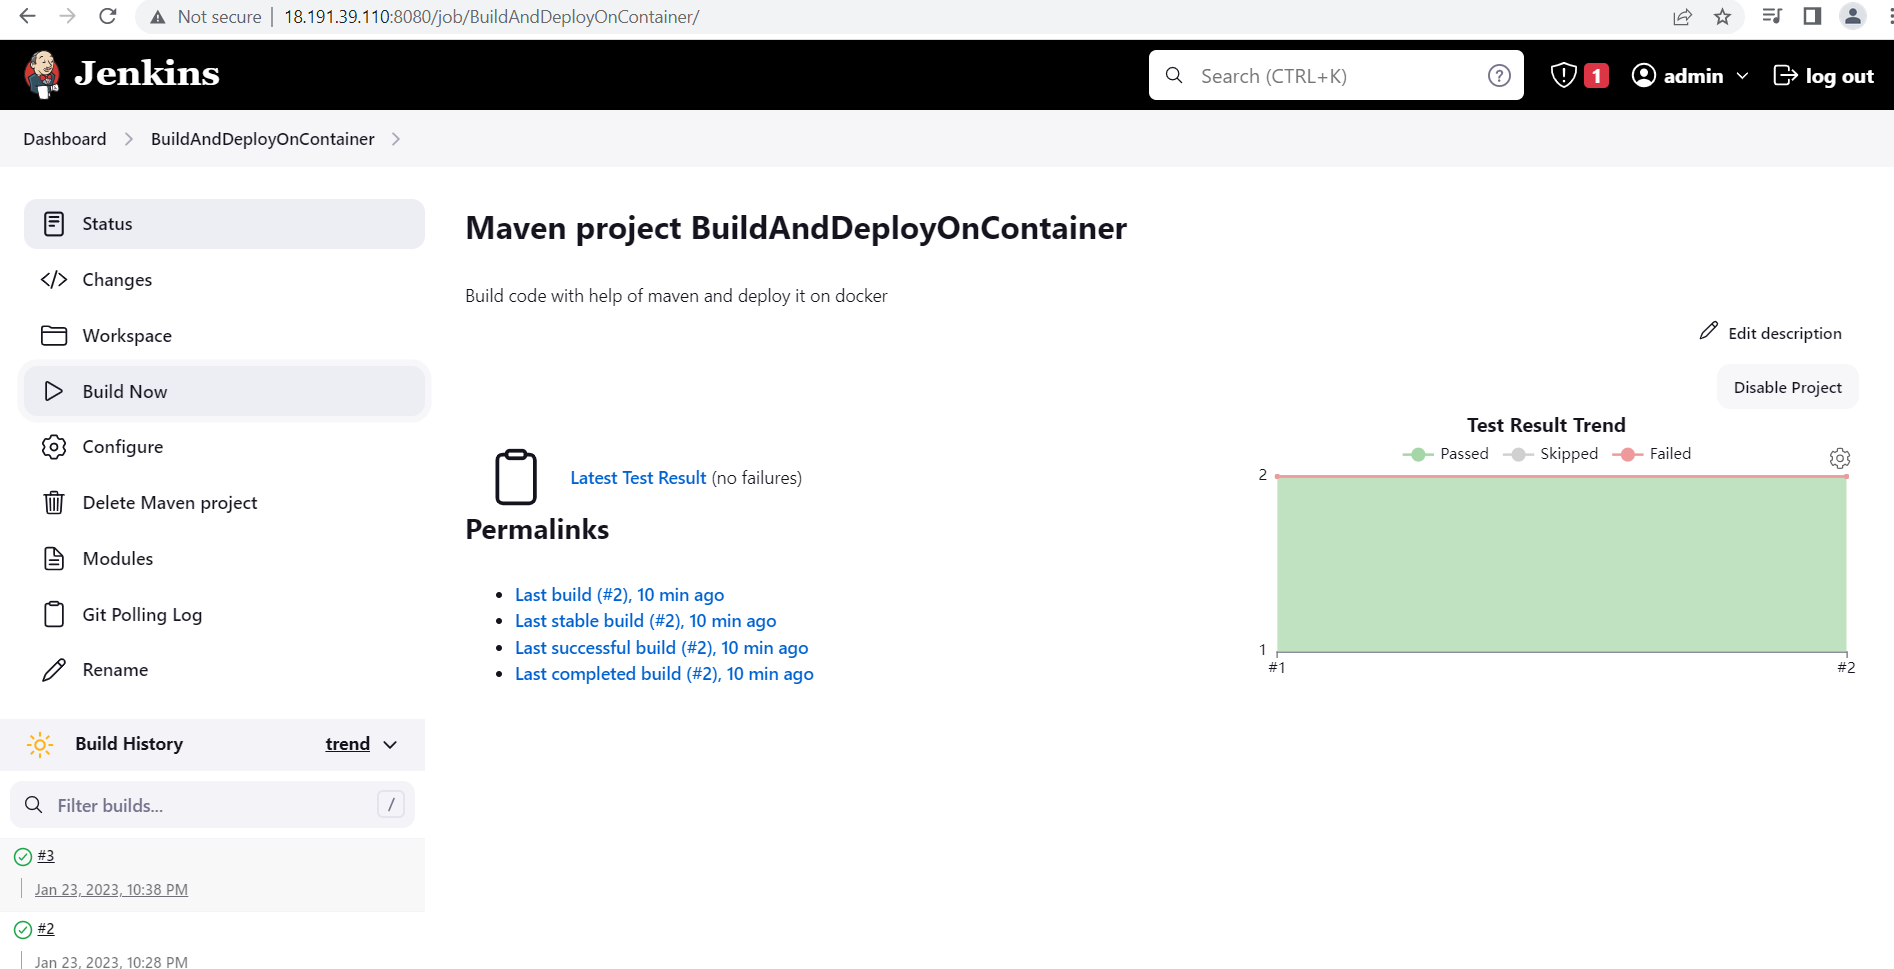 Not secure | 18.191.39.110:8080/job/BuildAndDeployOnContainer/
Jenkins
Search (CTRL+K)
?
1
admin
log out
Dashboard
BuildAndDeployOnContainer
Status
Changes
Workspace
Build Now
Configure
Delete Maven project
Modules
Git Polling Log
Rename
Build History
trend
Filter builds...
/
#3
Jan 23, 2023, 10:38 PM
#2
Jan 23, 2023, 10:28 PM
Maven project BuildAndDeployOnContainer
Build code with help of maven and deploy it on docker
Edit description
Disable Project
Latest Test Result (no failures)
Permalinks
Last build (#2), 10 min ago
Last stable build (#2), 10 min ago
Last successful build (#2), 10 min ago
Last completed build (#2), 10 min ago
Test Result Trend
Passed Skipped Failed
2
1
#1 #2